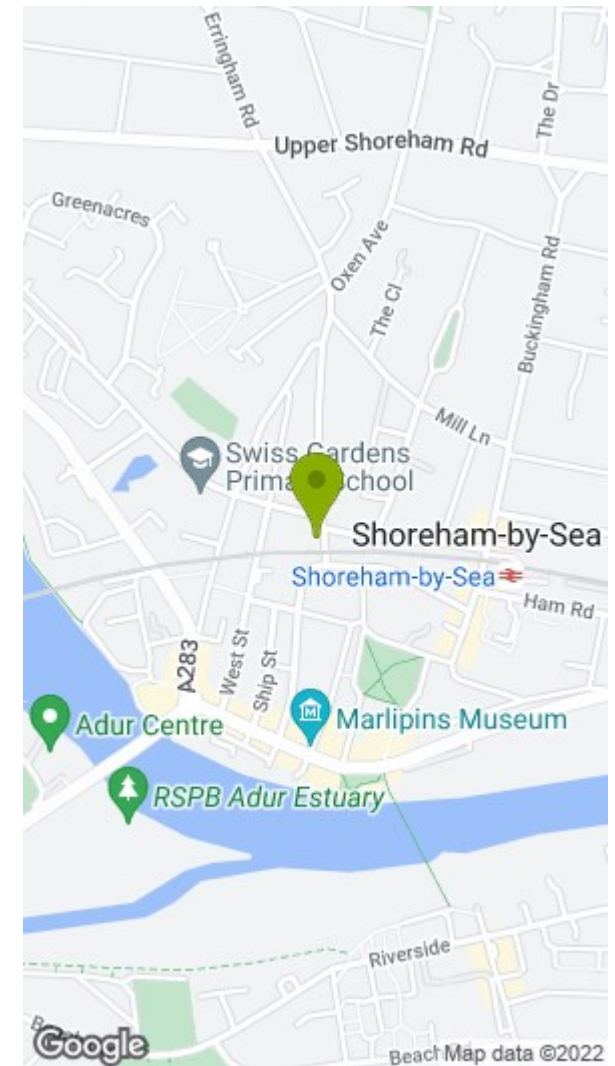 Erringham Rd
The Dr
Upper Shoreham Rd
Greenacres
Oxen Ave
The Cl
Buckingham Rd
Mill Ln
Swiss Gardens
Primary School
Shoreham-by-Sea
Shoreham-by-Sea
Ham Rd
A283
West St
Ship St
Marlipins Museum
Adur Centre
RSPB Adur Estuary
Riverside
Google
Beach
Map data ©2022